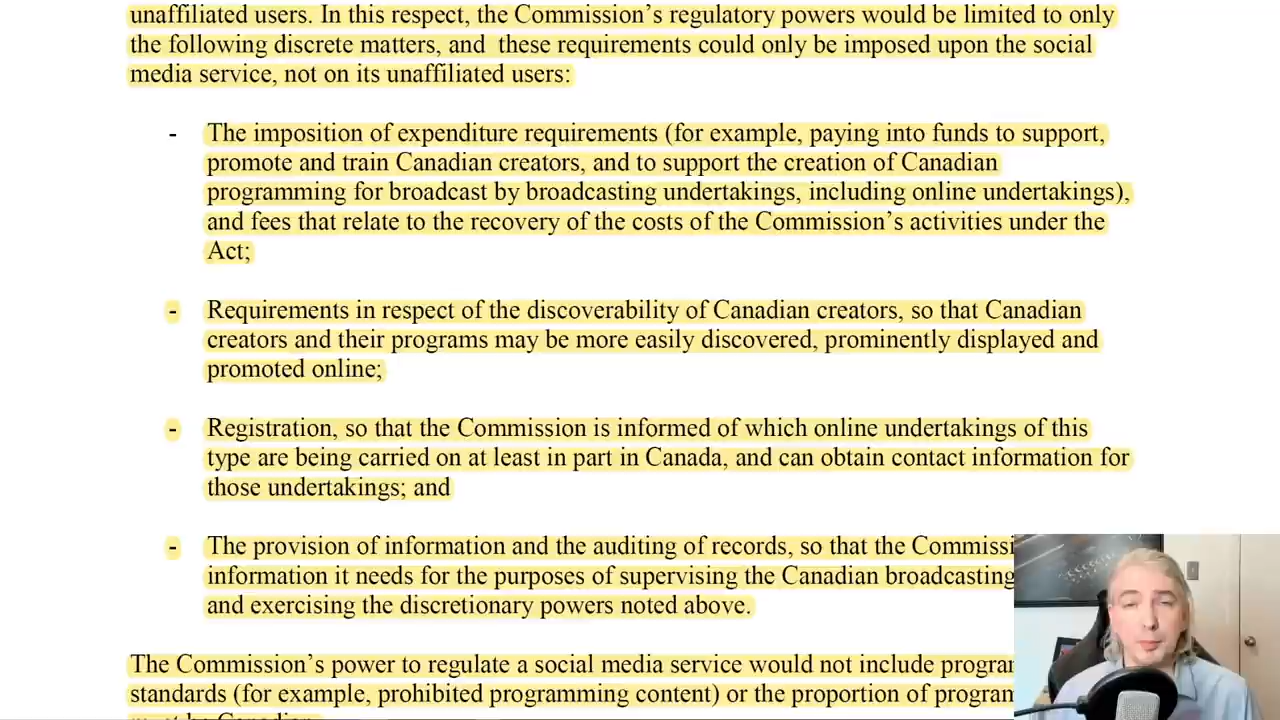 unaffiliated users. In this respect, the Commission’s regulatory powers would be limited to only
the following discrete matters, and  these requirements could only be imposed upon the social
media service, not on its unaffiliated users:
- The imposition of expenditure requirements (for example, paying into funds to support,
promote and train Canadian creators, and to support the creation of Canadian
programming for broadcast by broadcasting undertakings, including online undertakings),
and fees that relate to the recovery of the costs of the Commission’s activities under the
Act;
- Requirements in respect of the discoverability of Canadian creators, so that Canadian
creators and their programs may be more easily discovered, prominently displayed and
promoted online;
- Registration, so that the Commission is informed of which online undertakings of this
type are being carried on at least in part in Canada, and can obtain contact information for
those undertakings; and
- The provision of information and the auditing of records, so that the Commissi
information it needs for the purposes of supervising the Canadian broadcasting
and exercising the discretionary powers noted above.
The Commission’s power to regulate a social media service would not include program
standards (for example, prohibited programming content) or the proportion of program